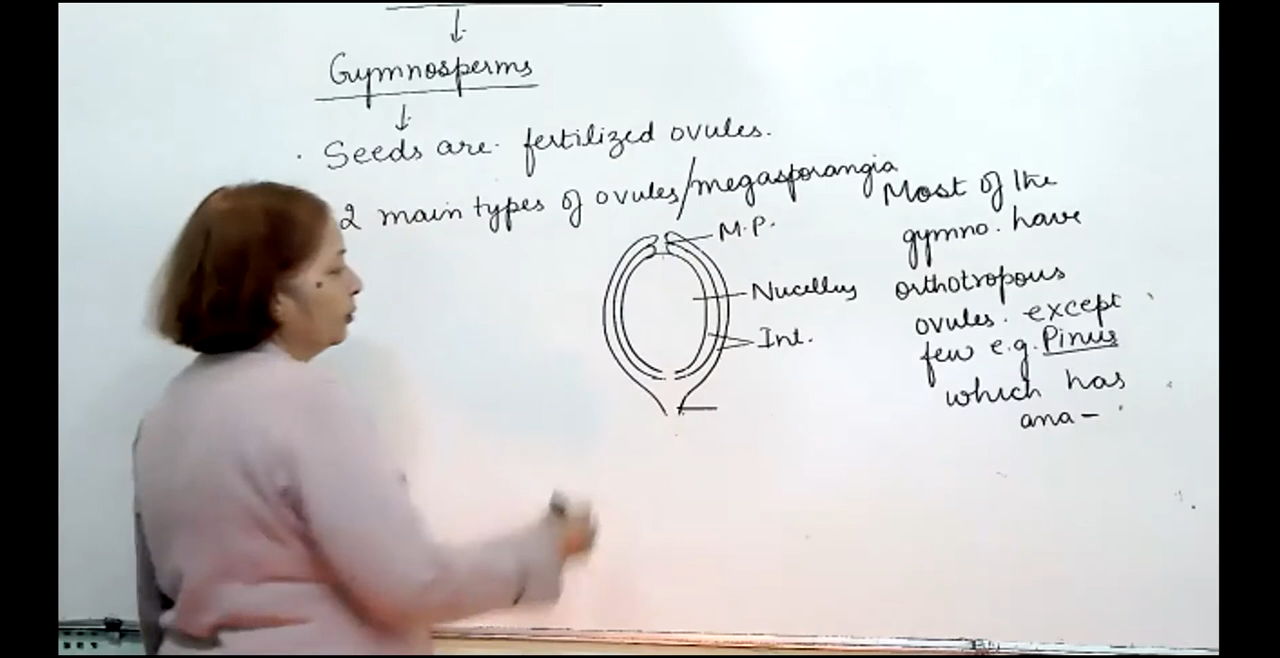 Gymnosperms
. Seeds are fertilized ovules.
2 main types of ovules/megasporangia
M.P.
Nucellus
Int.
Most of the
gymno. have
orthotropous
ovules. except
few e.g. Pinus
which has
ana-